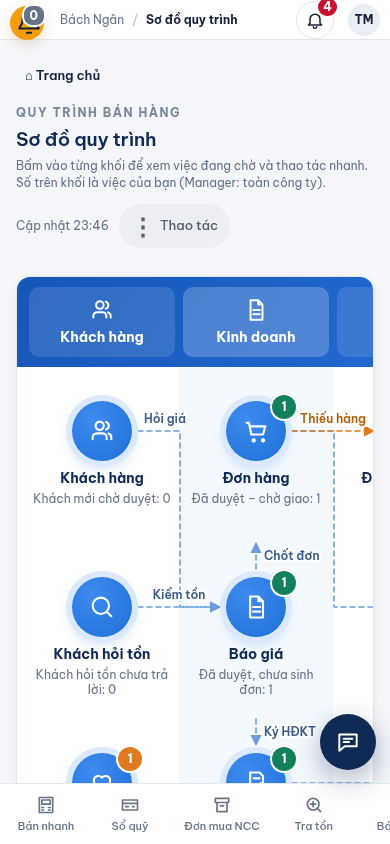 0
Bách Ngân / Sơ đồ quy trình
4
TM
Trang chủ
QUY TRÌNH BÁN HÀNG
Sơ đồ quy trình
Bấm vào từng khối để xem việc đang chờ và thao tác nhanh.
Số trên khối là việc của bạn (Manager: toàn công ty).
Cập nhật 23:46
Thao tác
Khách hàng
Kinh doanh
Hỏi giá
1
Thiếu hàng
Khách hàng
Khách mới chờ duyệt: 0
Đơn hàng
Đã duyệt – chờ giao: 1
Đ
Chốt đơn
Kiểm tồn
1
Khách hỏi tồn
Khách hỏi tồn chưa trả
lời: 0
Báo giá
Đã duyệt, chưa sinh
đơn: 1
Ký HĐKT
1
1
Bán nhanh
Sổ quỹ
Đơn mua NCC
Tra tồn